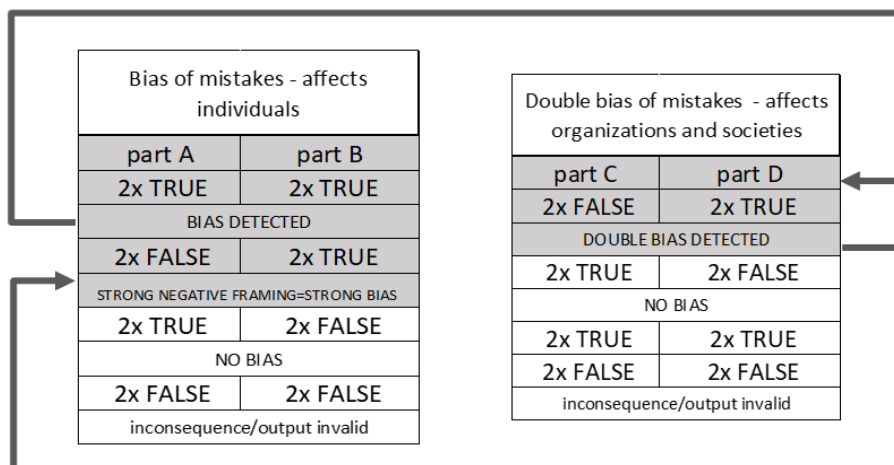 Bias of mistakes - affects
individuals
part A part B
2x TRUE 2x TRUE
BIAS DETECTED
2x FALSE 2x TRUE
STRONG NEGATIVE FRAMING=STRONG BIAS
2x TRUE 2x FALSE
NO BIAS
2x FALSE 2x FALSE
inconsequence/output invalid
Double bias of mistakes - affects
organizations and societies
part C part D
2x FALSE 2x TRUE
DOUBLE BIAS DETECTED
2x TRUE 2x FALSE
NO BIAS
2x TRUE 2x TRUE
2x FALSE 2x FALSE
inconsequence/output invalid